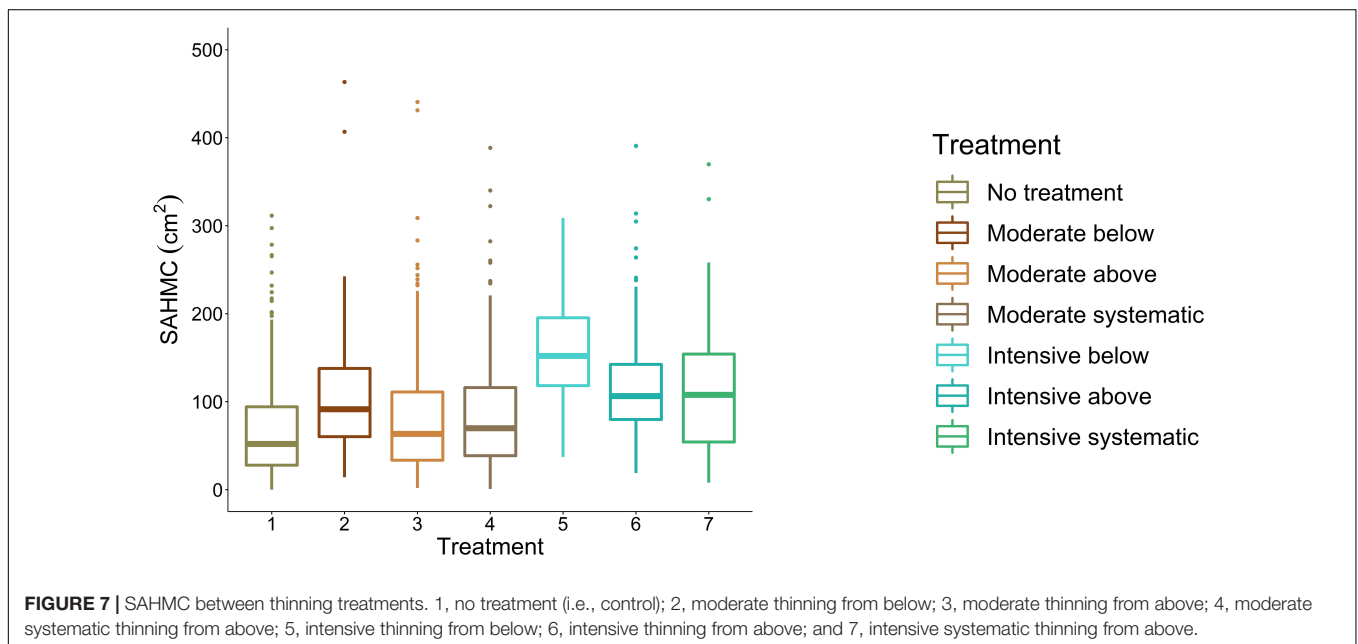 500
400
300
200
100
0
SAHMC (cm²)
1 2 3 4 5 6 7
Treatment
Treatment
No treatment
Moderate below
Moderate above
Moderate systematic
Intensive below
Intensive above
Intensive systematic
FIGURE 7 | SAHMC between thinning treatments. 1, no treatment (i.e., control); 2, moderate thinning from below; 3, moderate thinning from above; 4, moderate
systematic thinning from above; 5, intensive thinning from below; 6, intensive thinning from above; and 7, intensive systematic thinning from above.